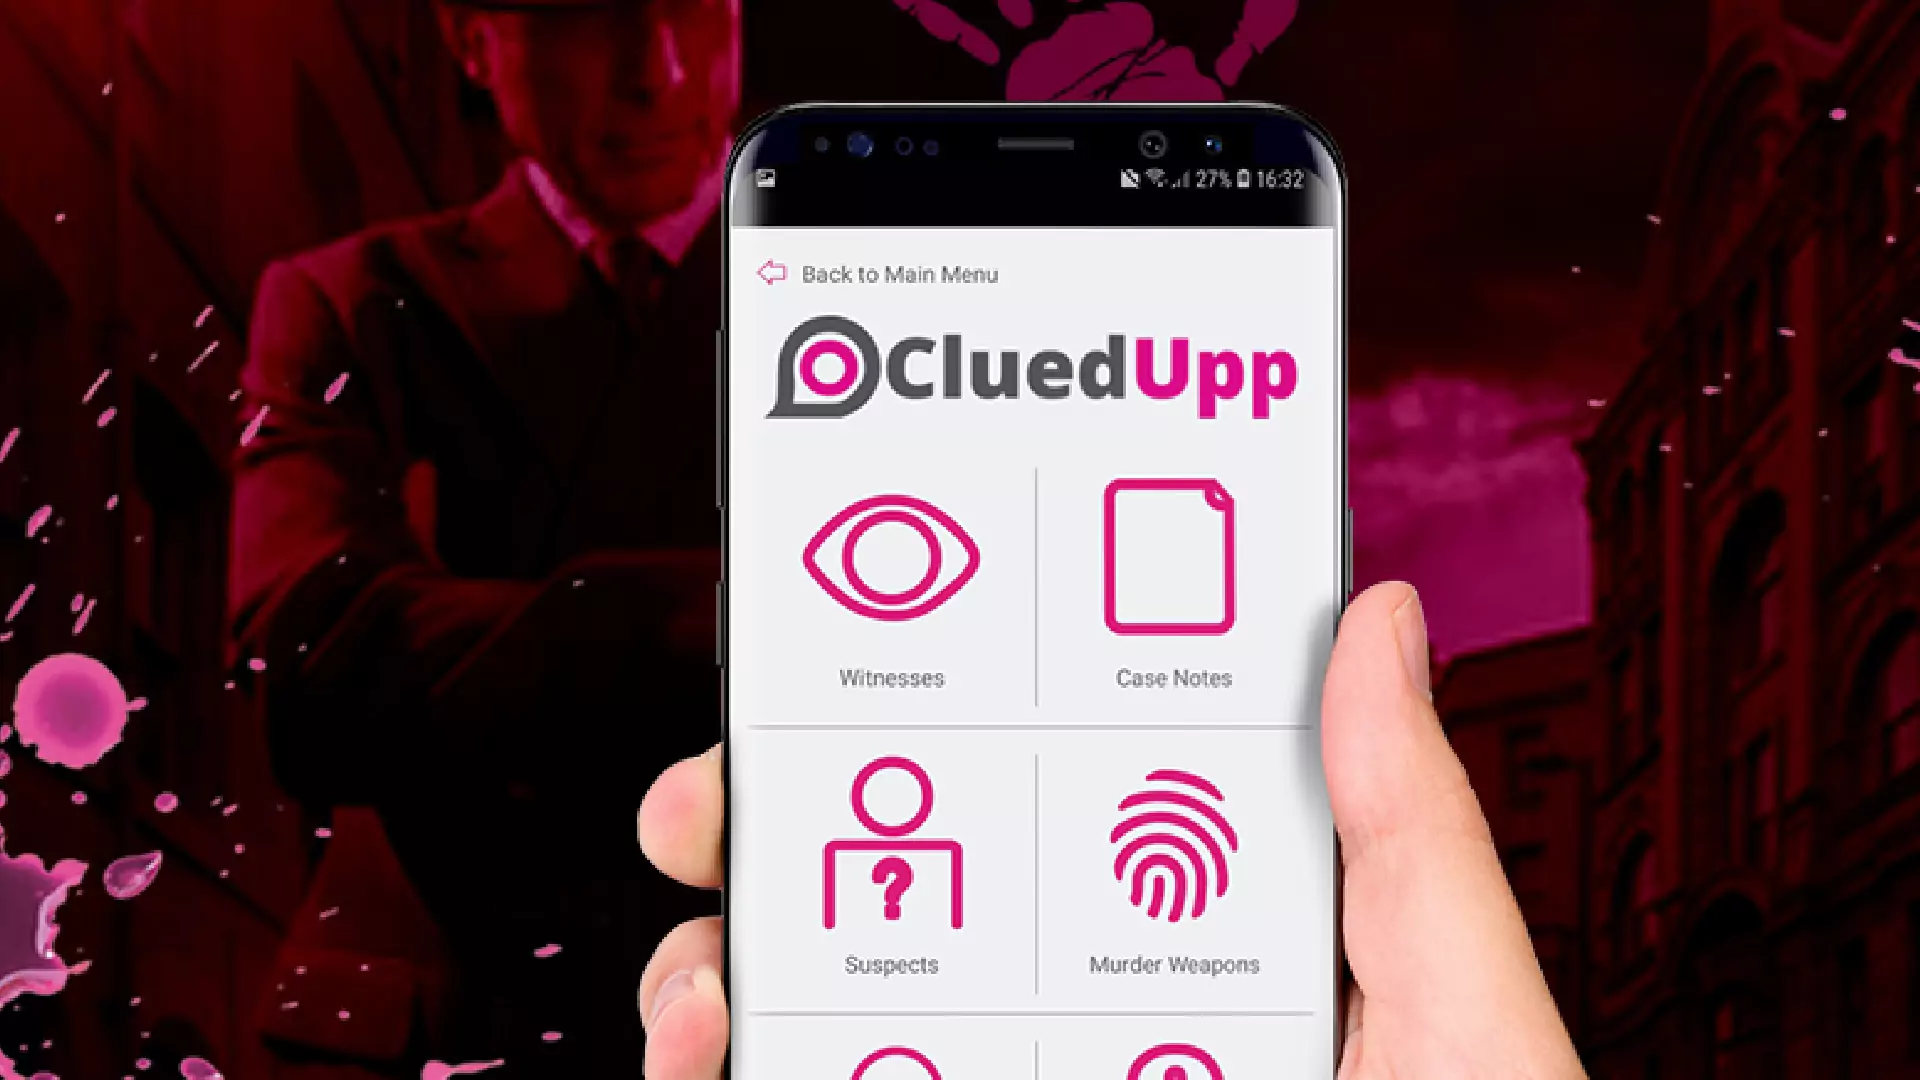 27% 16:32
Back to Main Menu
CluedUpp
Witnesses
Case Notes
Suspects
Murder Weapons